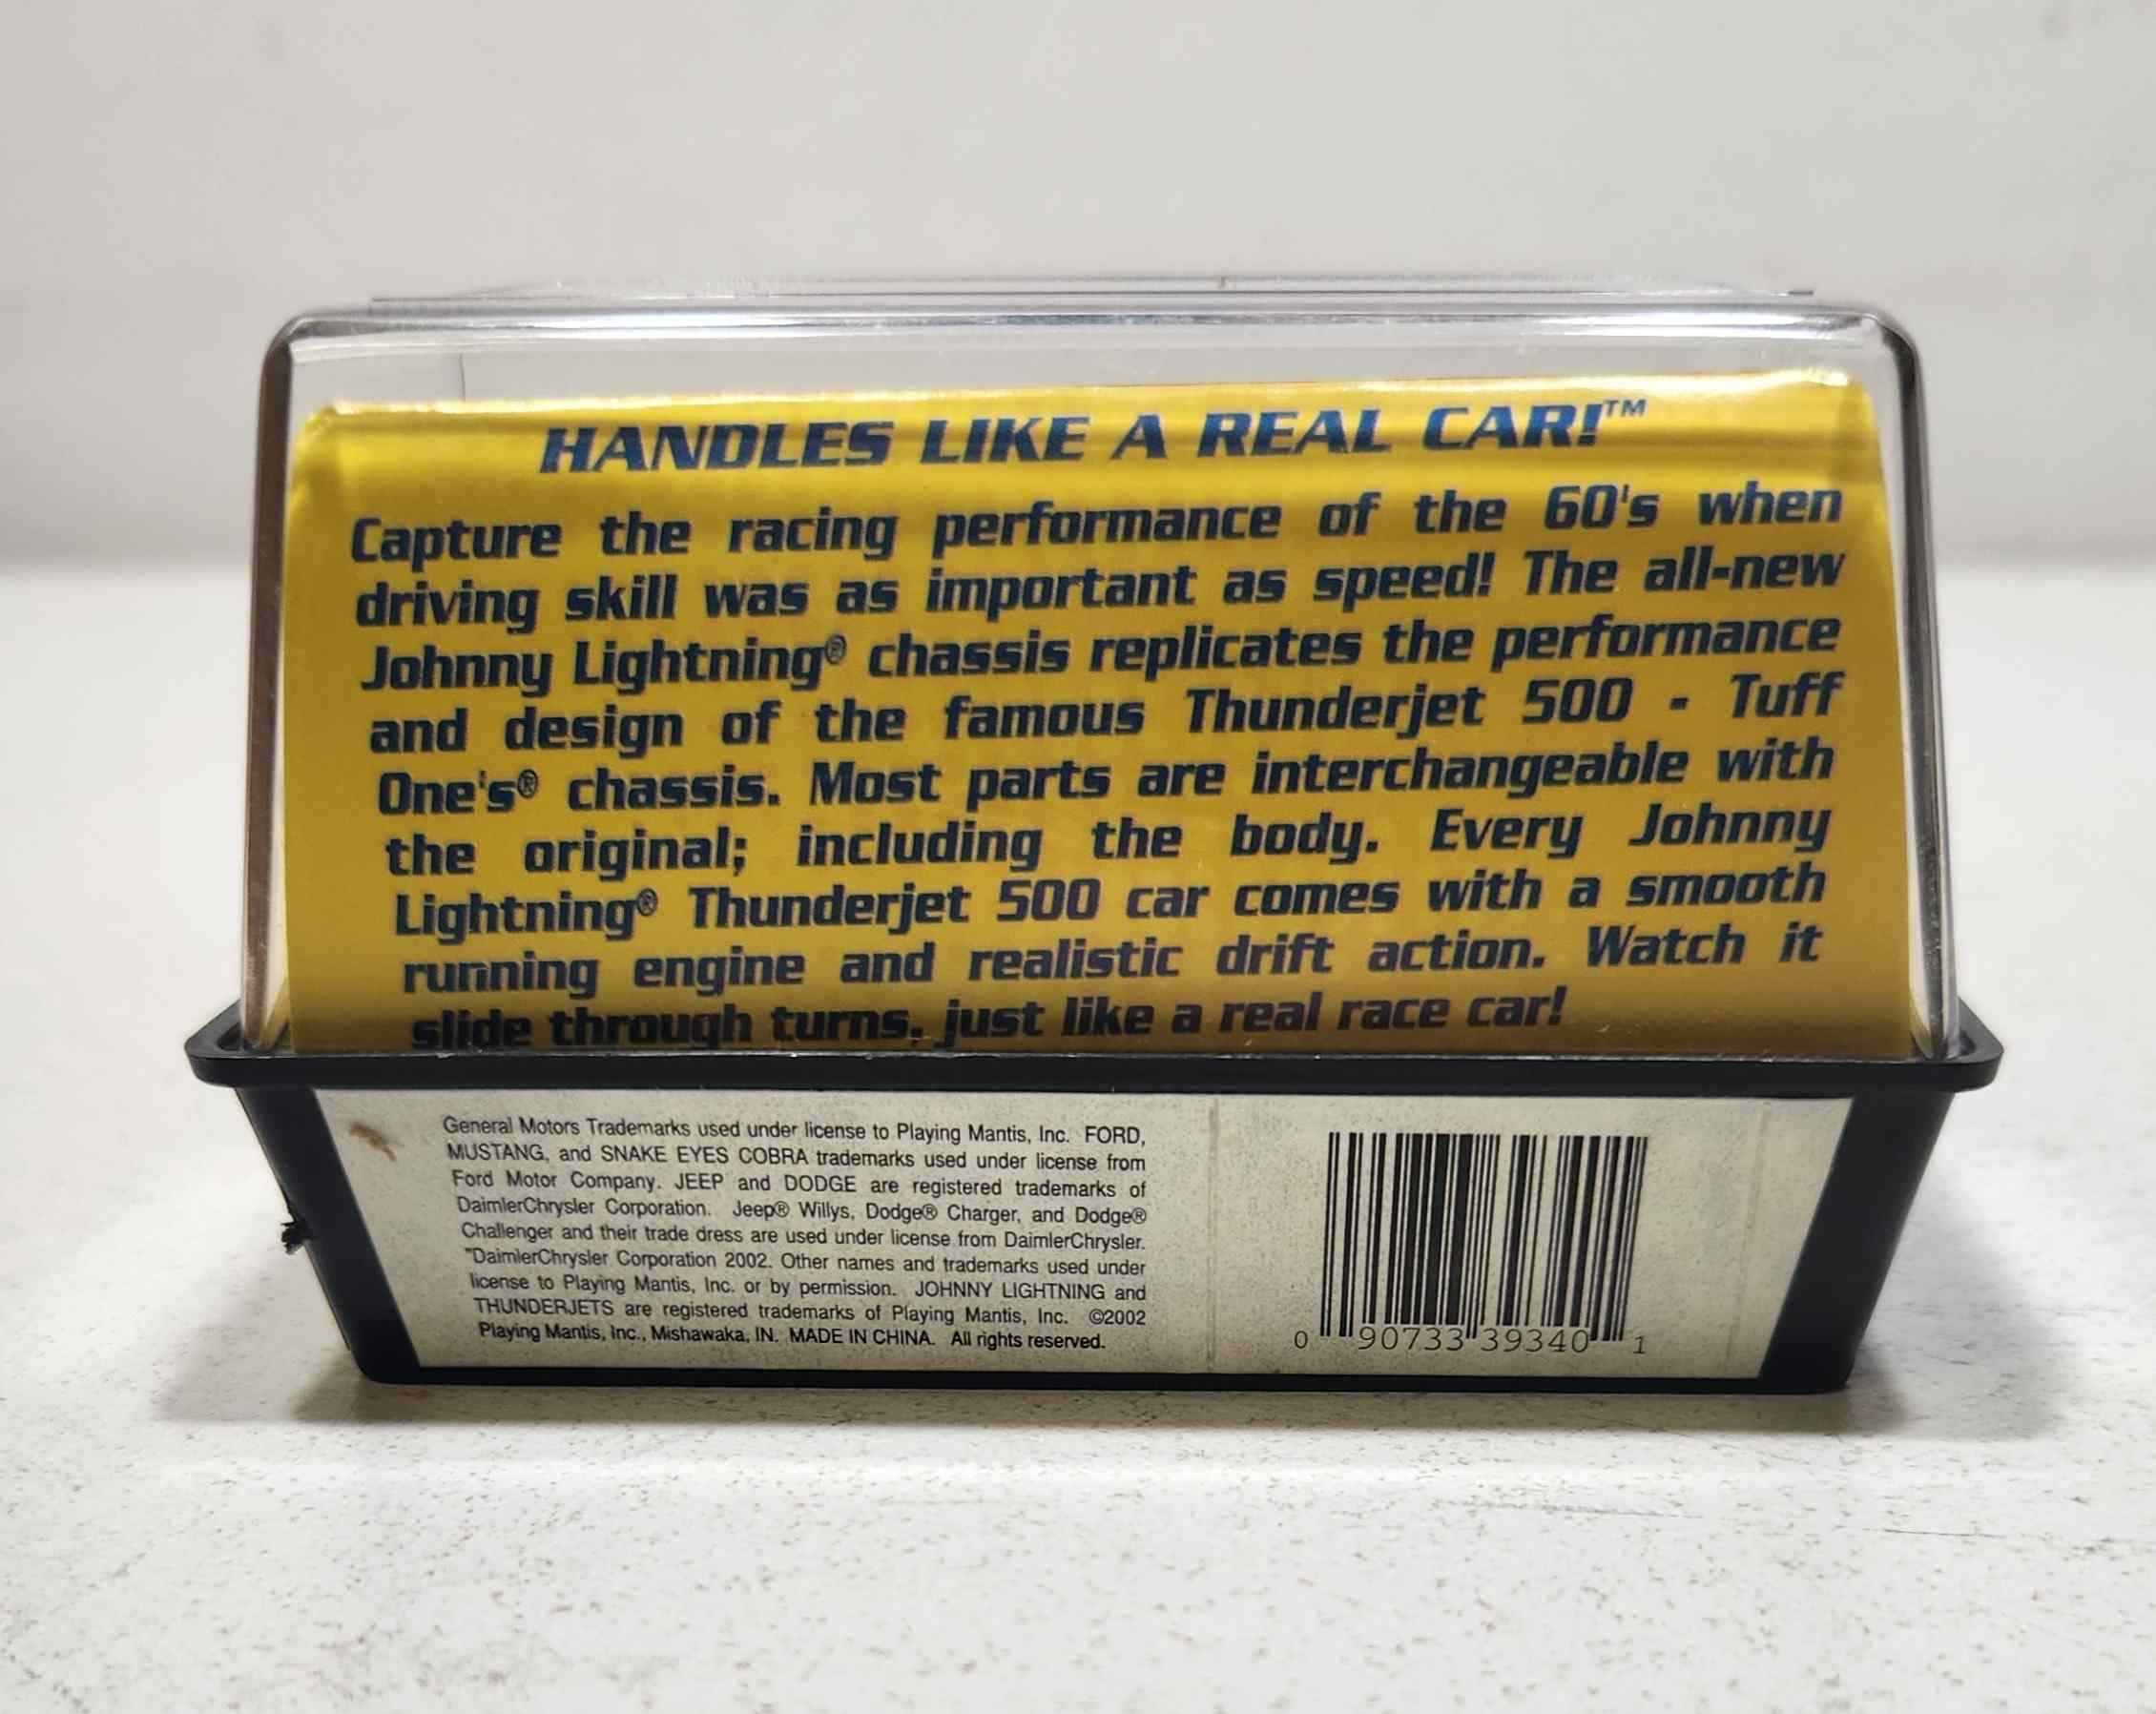 HANDLES LIKE A REAL CAR!™
Capture the racing performance of the 60's when
driving skill was as important as speed! The all-new
Johnny Lightning® chassis replicates the performance
and design of the famous Thunderjet 500 - Tuff
One's® chassis. Most parts are interchangeable with
the original; including the body. Every Johnny
Lightning® Thunderjet 500 car comes with a smooth
running engine and realistic drift action. Watch it
slide through turns, just like a real race car!
General Motors Trademarks used under license to Playing Mantis, Inc. FORD,
MUSTANG, and SNAKE EYES COBRA trademarks used under license from
Ford Motor Company. JEEP and DODGE are registered trademarks of
DaimlerChrysler Corporation. Jeep® Willys, Dodge® Charger, and Dodge®
Challenger and their trade dress are used under license from DaimlerChrysler.
"DaimlerChrysler Corporation 2002. Other names and trademarks used under
license to Playing Mantis, Inc. or by permission. JOHNNY LIGHTNING and
THUNDERJETS are registered trademarks of Playing Mantis, Inc. ©2002
Playing Mantis, Inc., Mishawaka, IN. MADE IN CHINA. All rights reserved.
0 90733 39340 1